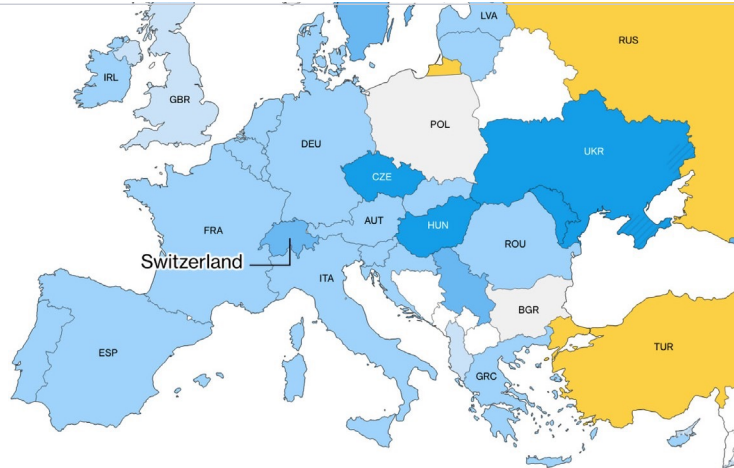 LVA
RUS
IRL
GBR
POL
DEU
UKR
CZE
AUT
HUN
FRA
ROU
Switzerland
ITA
BGR
TUR
ESP
GRC